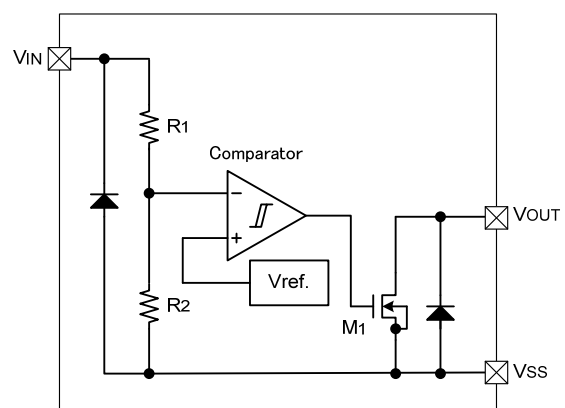 VIN
R1
Comparator
−
+
VOUT
Vref.
R2
M1
VSS